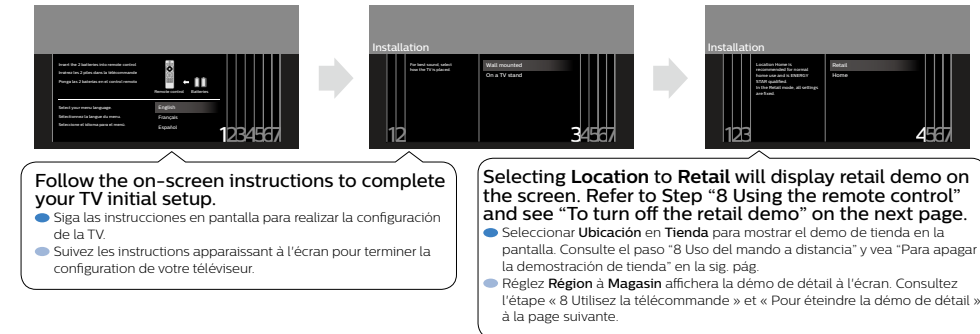 Insert the 2 batteries into remote control
Insérez les 2 piles dans la télécommande
Ponga las 2 baterías en el control remoto
Remote control
Batteries
Select your menu language
Sélectionnez la langue du menu.
Seleccione el idioma para el menú.
English
Français
Español
1234567
Installation
For best sound, select
how the TV is placed
Wall mounted
On a TV stand
12
34567
Installation
Location Home is
recommended for normal
home use and is ENERGY
STAR qualified.
In the Retail mode, all settings
are fixed.
Retail
Home
123
4567
Follow the on-screen instructions to complete
your TV initial setup.
Siga las instrucciones en pantalla para realizar la configuración
de la TV.
Suivez les instructions apparaissant à l'écran pour terminer la
configuration de votre téléviseur.
Selecting Location to Retail will display retail demo on
the screen. Refer to Step “8 Using the remote control”
and see “To turn off the retail demo” on the next page.
Seleccionar Ubicación en Tienda para mostrar el demo de tienda en la
pantalla. Consulte el paso “8 Uso del mando a distancia” y vea “Para apagar
la demostración de tienda” en la sig. pág.
Réglez Région à Magasin affichera la démo de détail à l'écran. Consultez
l'étape « 8 Utilisez la télécommande » et « Pour éteindre la démo de détail »
à la page suivante.